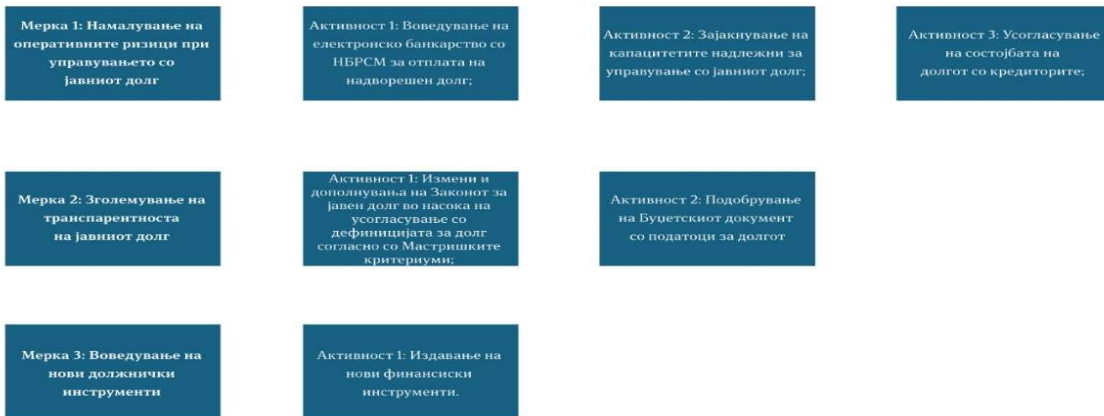 Мерка 1: Намалување на
оперативните ризици при
управувањето со
јавниот долг
Активност 1: Воведување на
електронско банкарство со
НБРСМ за отплата на
надворешен долг;
Активност 2: Зајакнување на
капацитетите надлежни за
управување со јавниот долг;
Активност 3: Усогласување
на состојбата на
долгот со кредиторите;
Мерка 2: Зголемување на
транспарентноста
на јавниот долг
Активност 1: Измени и
дополнувања на Законот за
јавен долг во насока на
усогласување со
дефиницијата за долг
согласно со Мастришките
критериуми;
Активност 2: Подобрување
на Буџетскиот документ
со податоци за долгот
Мерка 3: Воведување на
нови должнички
инструменти
Активност 1: Издавање на
нови финансиски
инструменти.